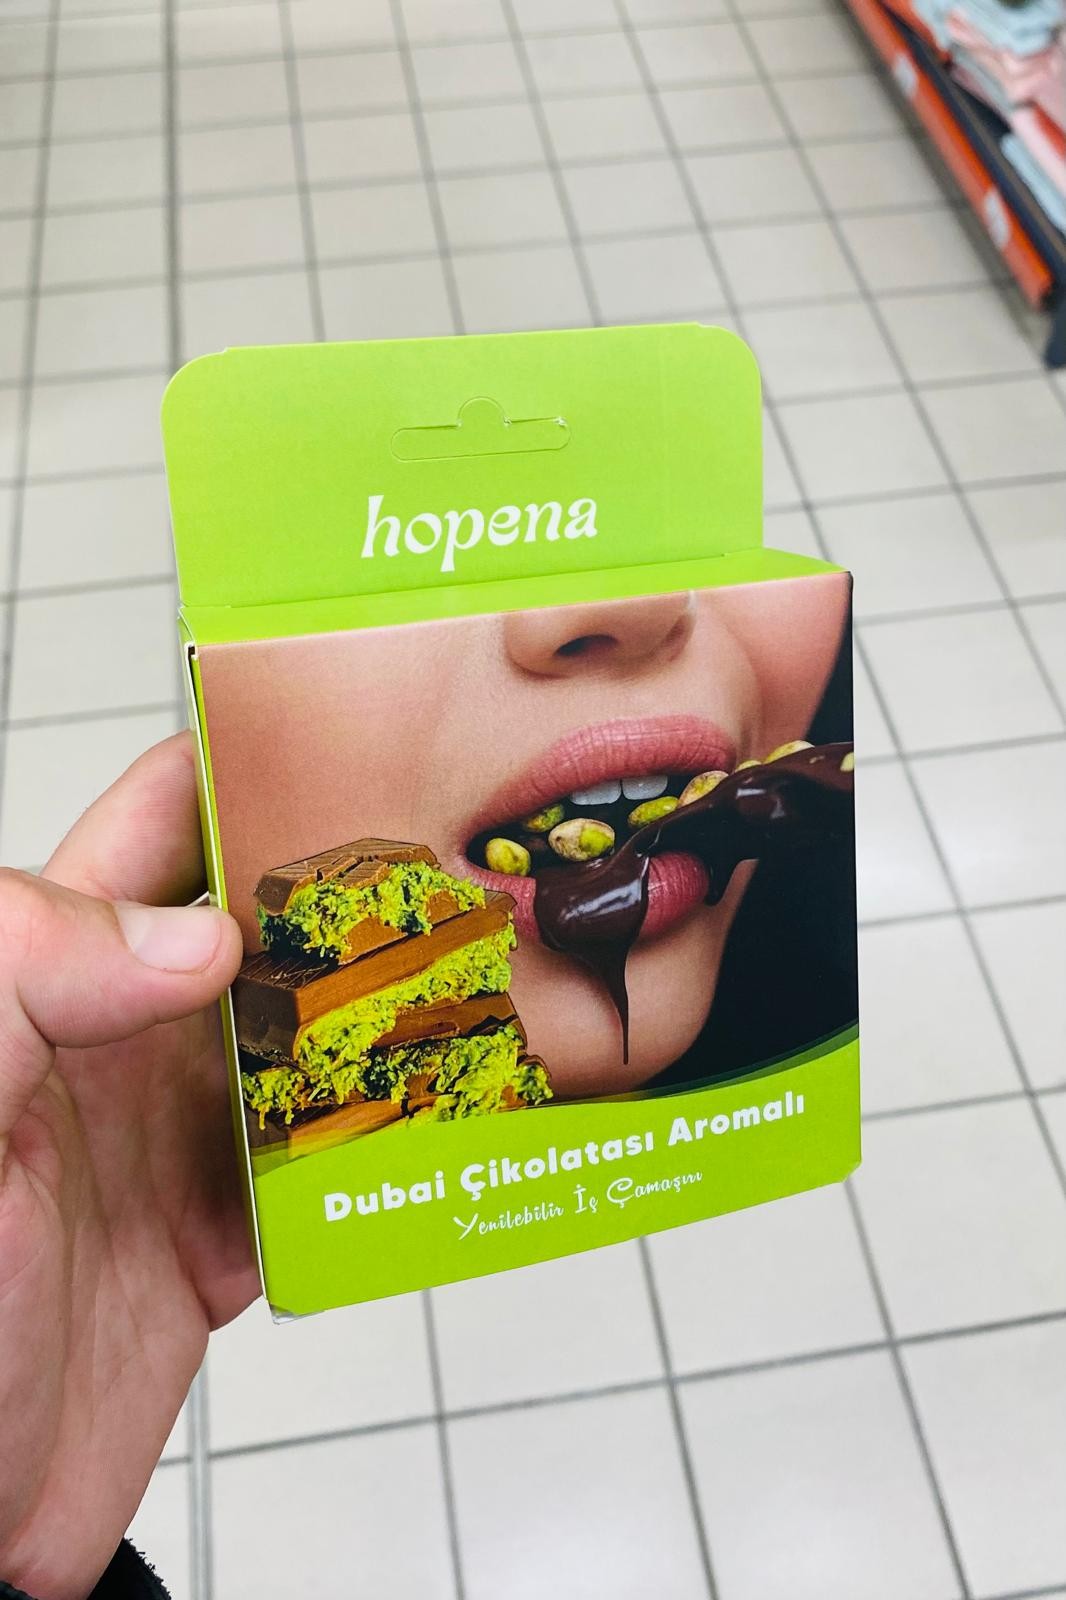 hopena
Dubai Çikolatası Aromalı
Yenilebilir İç Çamaşırı